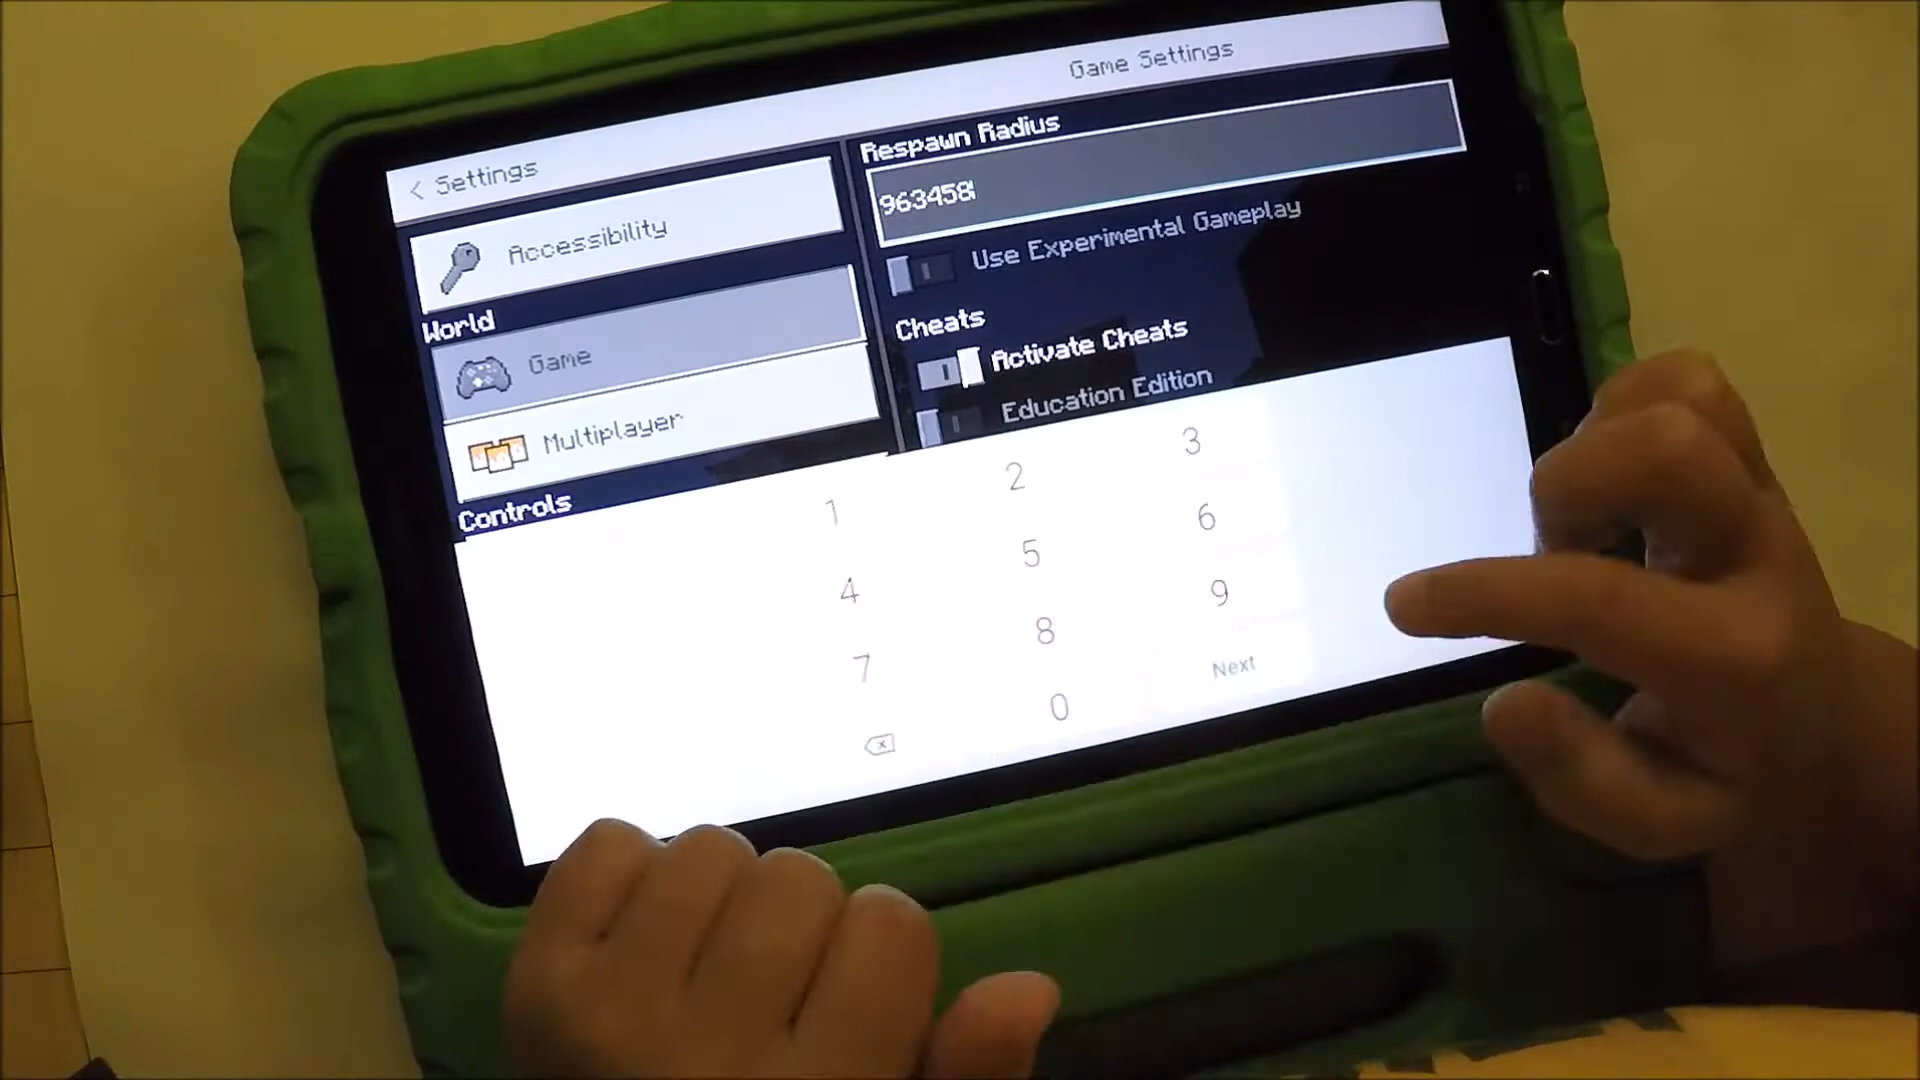 Game Settings
< Settings
Respawn Radius
963458
Accessibility
Use Experimental Gameplay
World
Cheats
Game
Activate Cheats
Education Edition
Multiplayer
Controls
1 2 3
4 5 6
7 8 9
0 Next